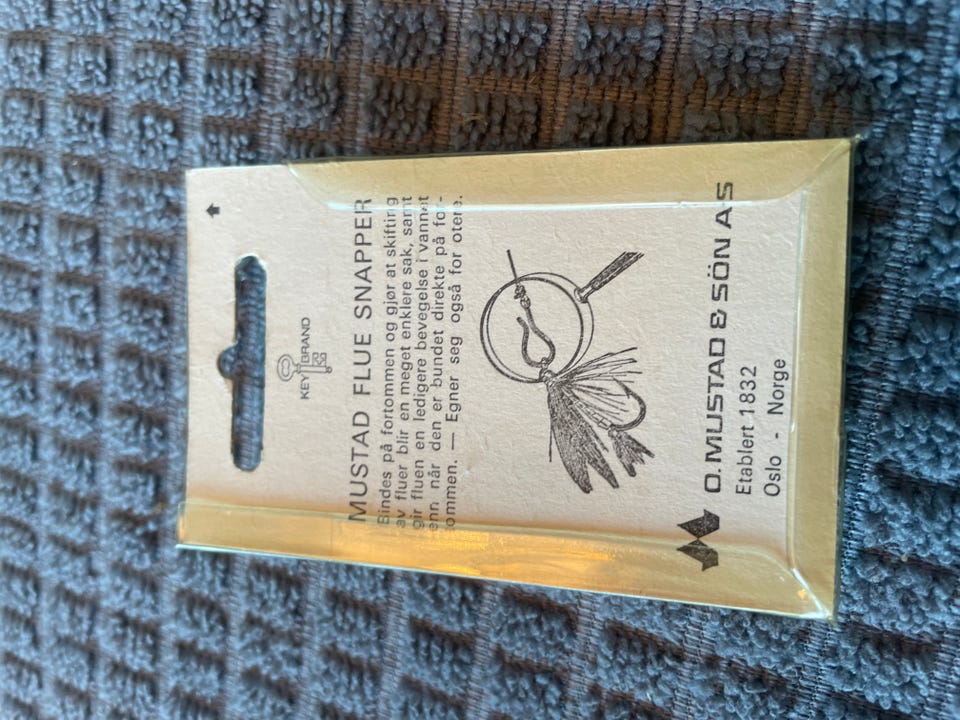 KEY BRAND
MUSTAD FLUE SNAPPER
Bindes på fortommen og gjør at skifting
av fluer blir en meget enklere sak, samt
gir fluen en ledigere bevegelse i vannet
enn når den er bundet direkte på for-
tommen. — Egner seg også for otere.
O. MUSTAD & SÖN A-S
Etablert 1832
Oslo - Norge